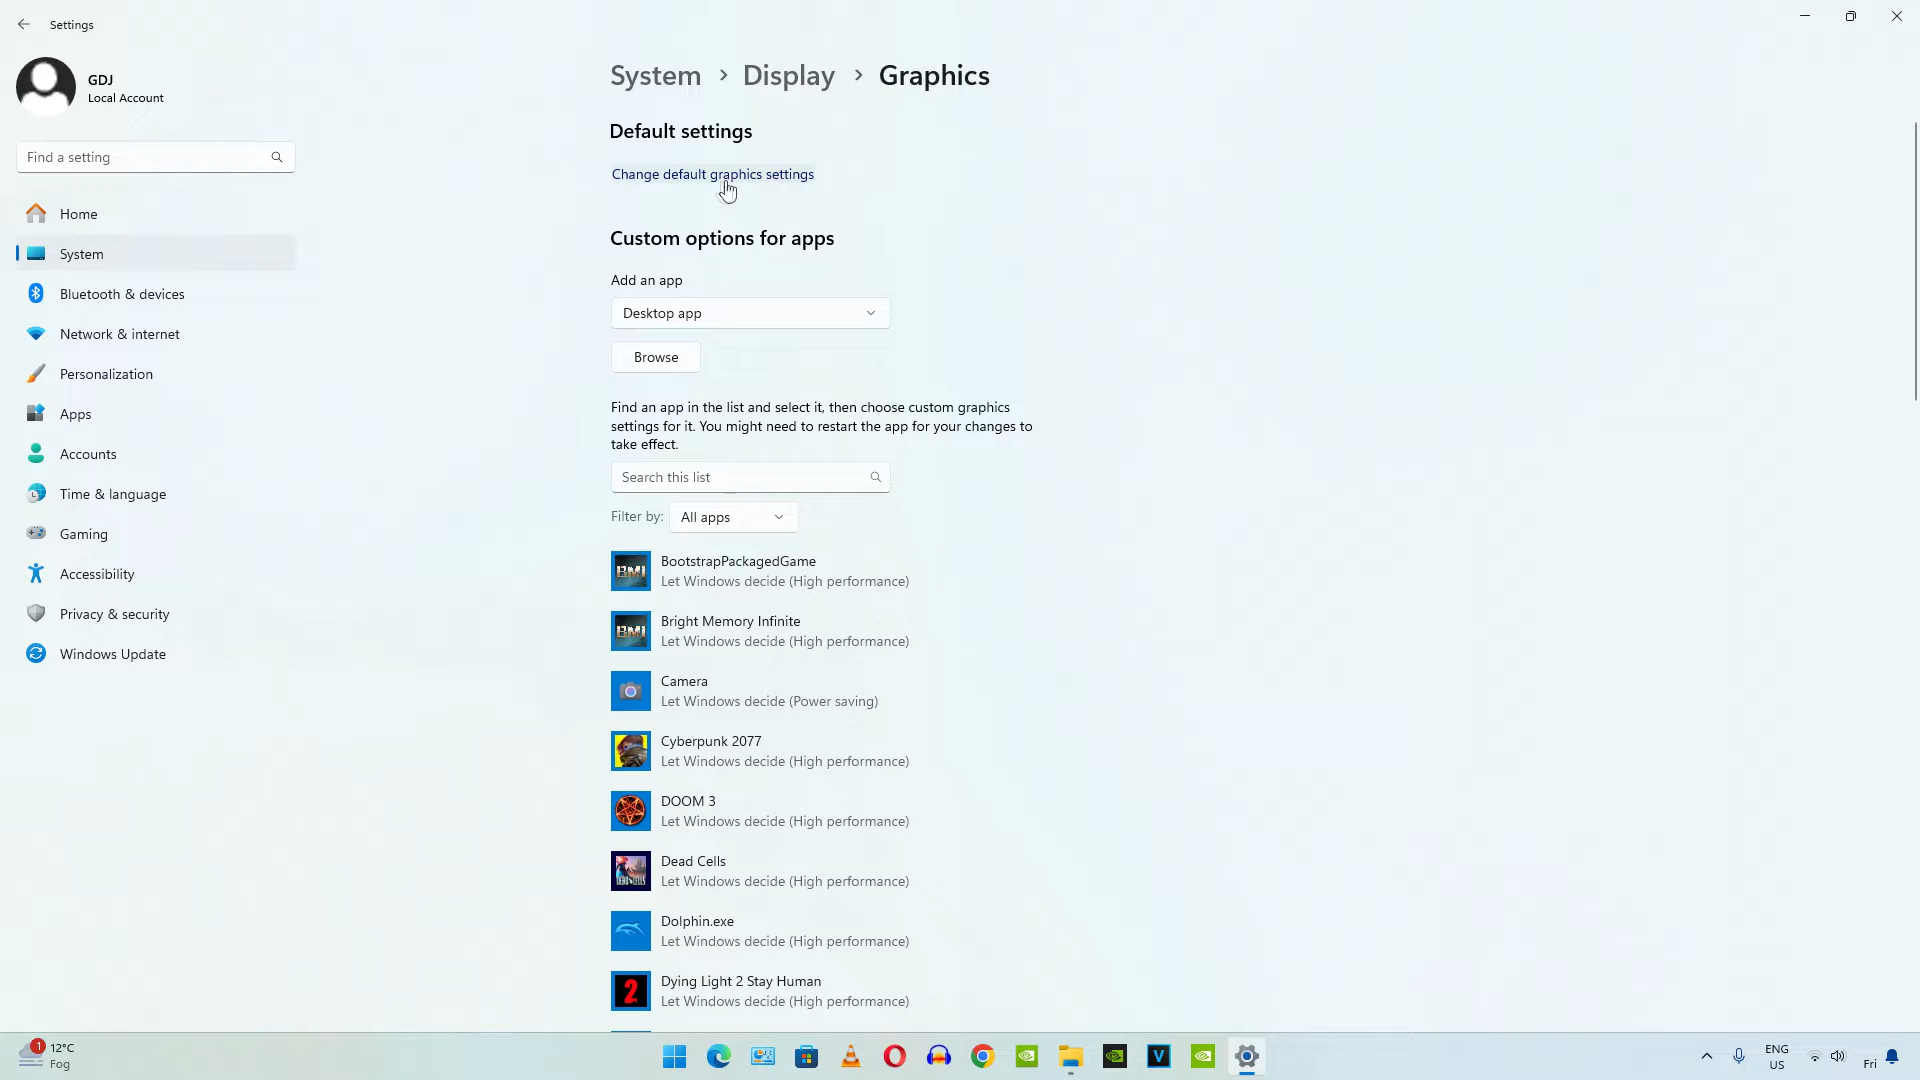 Settings
GDJ
Local Account
Find a setting
Home
System
Bluetooth & devices
Network & internet
Personalization
Apps
Accounts
Time & language
Gaming
Accessibility
Privacy & security
Windows Update
System > Display > Graphics
Default settings
Change default graphics settings
Custom options for apps
Add an app
Desktop app
Browse
Find an app in the list and select it, then choose custom graphics
settings for it. You might need to restart the app for your changes to
take effect.
Search this list
Filter by: All apps
BMI
BootstrapPackagedGame
Let Windows decide (High performance)
BMI
Bright Memory Infinite
Let Windows decide (High performance)
Camera
Let Windows decide (Power saving)
Cyberpunk 2077
Let Windows decide (High performance)
DOOM 3
Let Windows decide (High performance)
DEAD CELLS
Dead Cells
Let Windows decide (High performance)
Dolphin.exe
Let Windows decide (High performance)
2
Dying Light 2 Stay Human
Let Windows decide (High performance)
1
12°C
Fog
V
ENG
US
Fri